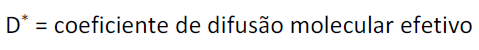 D* = coeficiente de difusão molecular efetivo